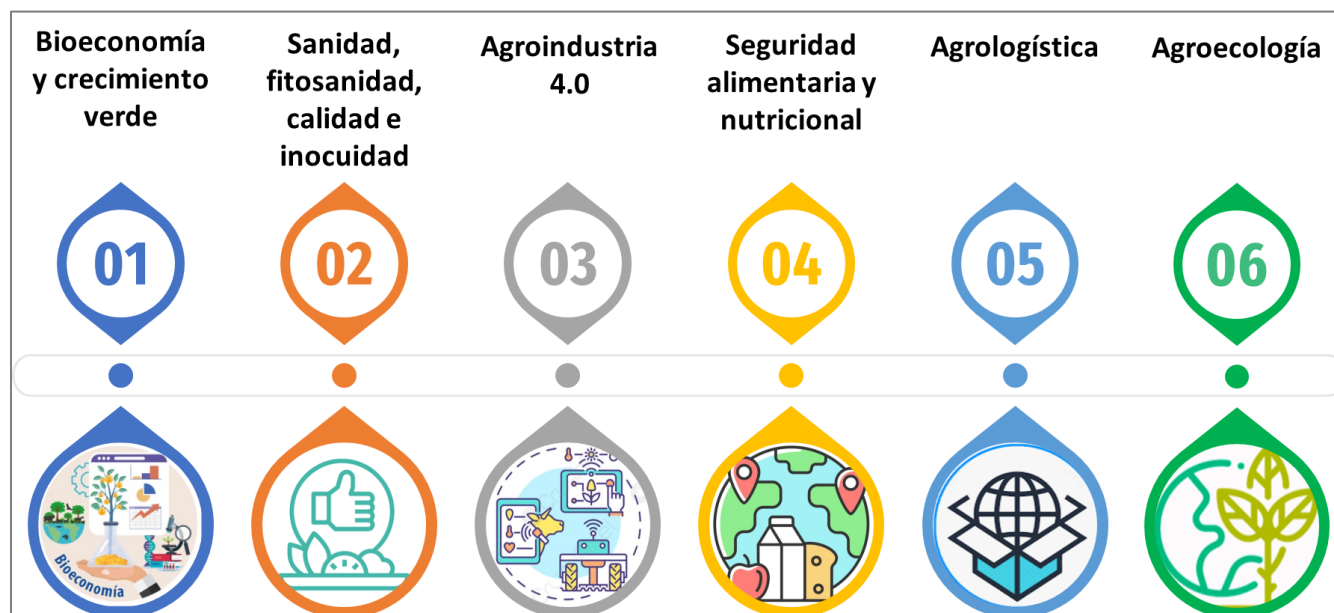 Bioeconomía
y crecimiento
verde
Sanidad,
fitosanidad,
calidad e
inocuidad
Agroindustria
4.0
Seguridad
alimentaria y
nutricional
Agrologística
Agroecología
01
02
03
04
05
06
Bioeconomía